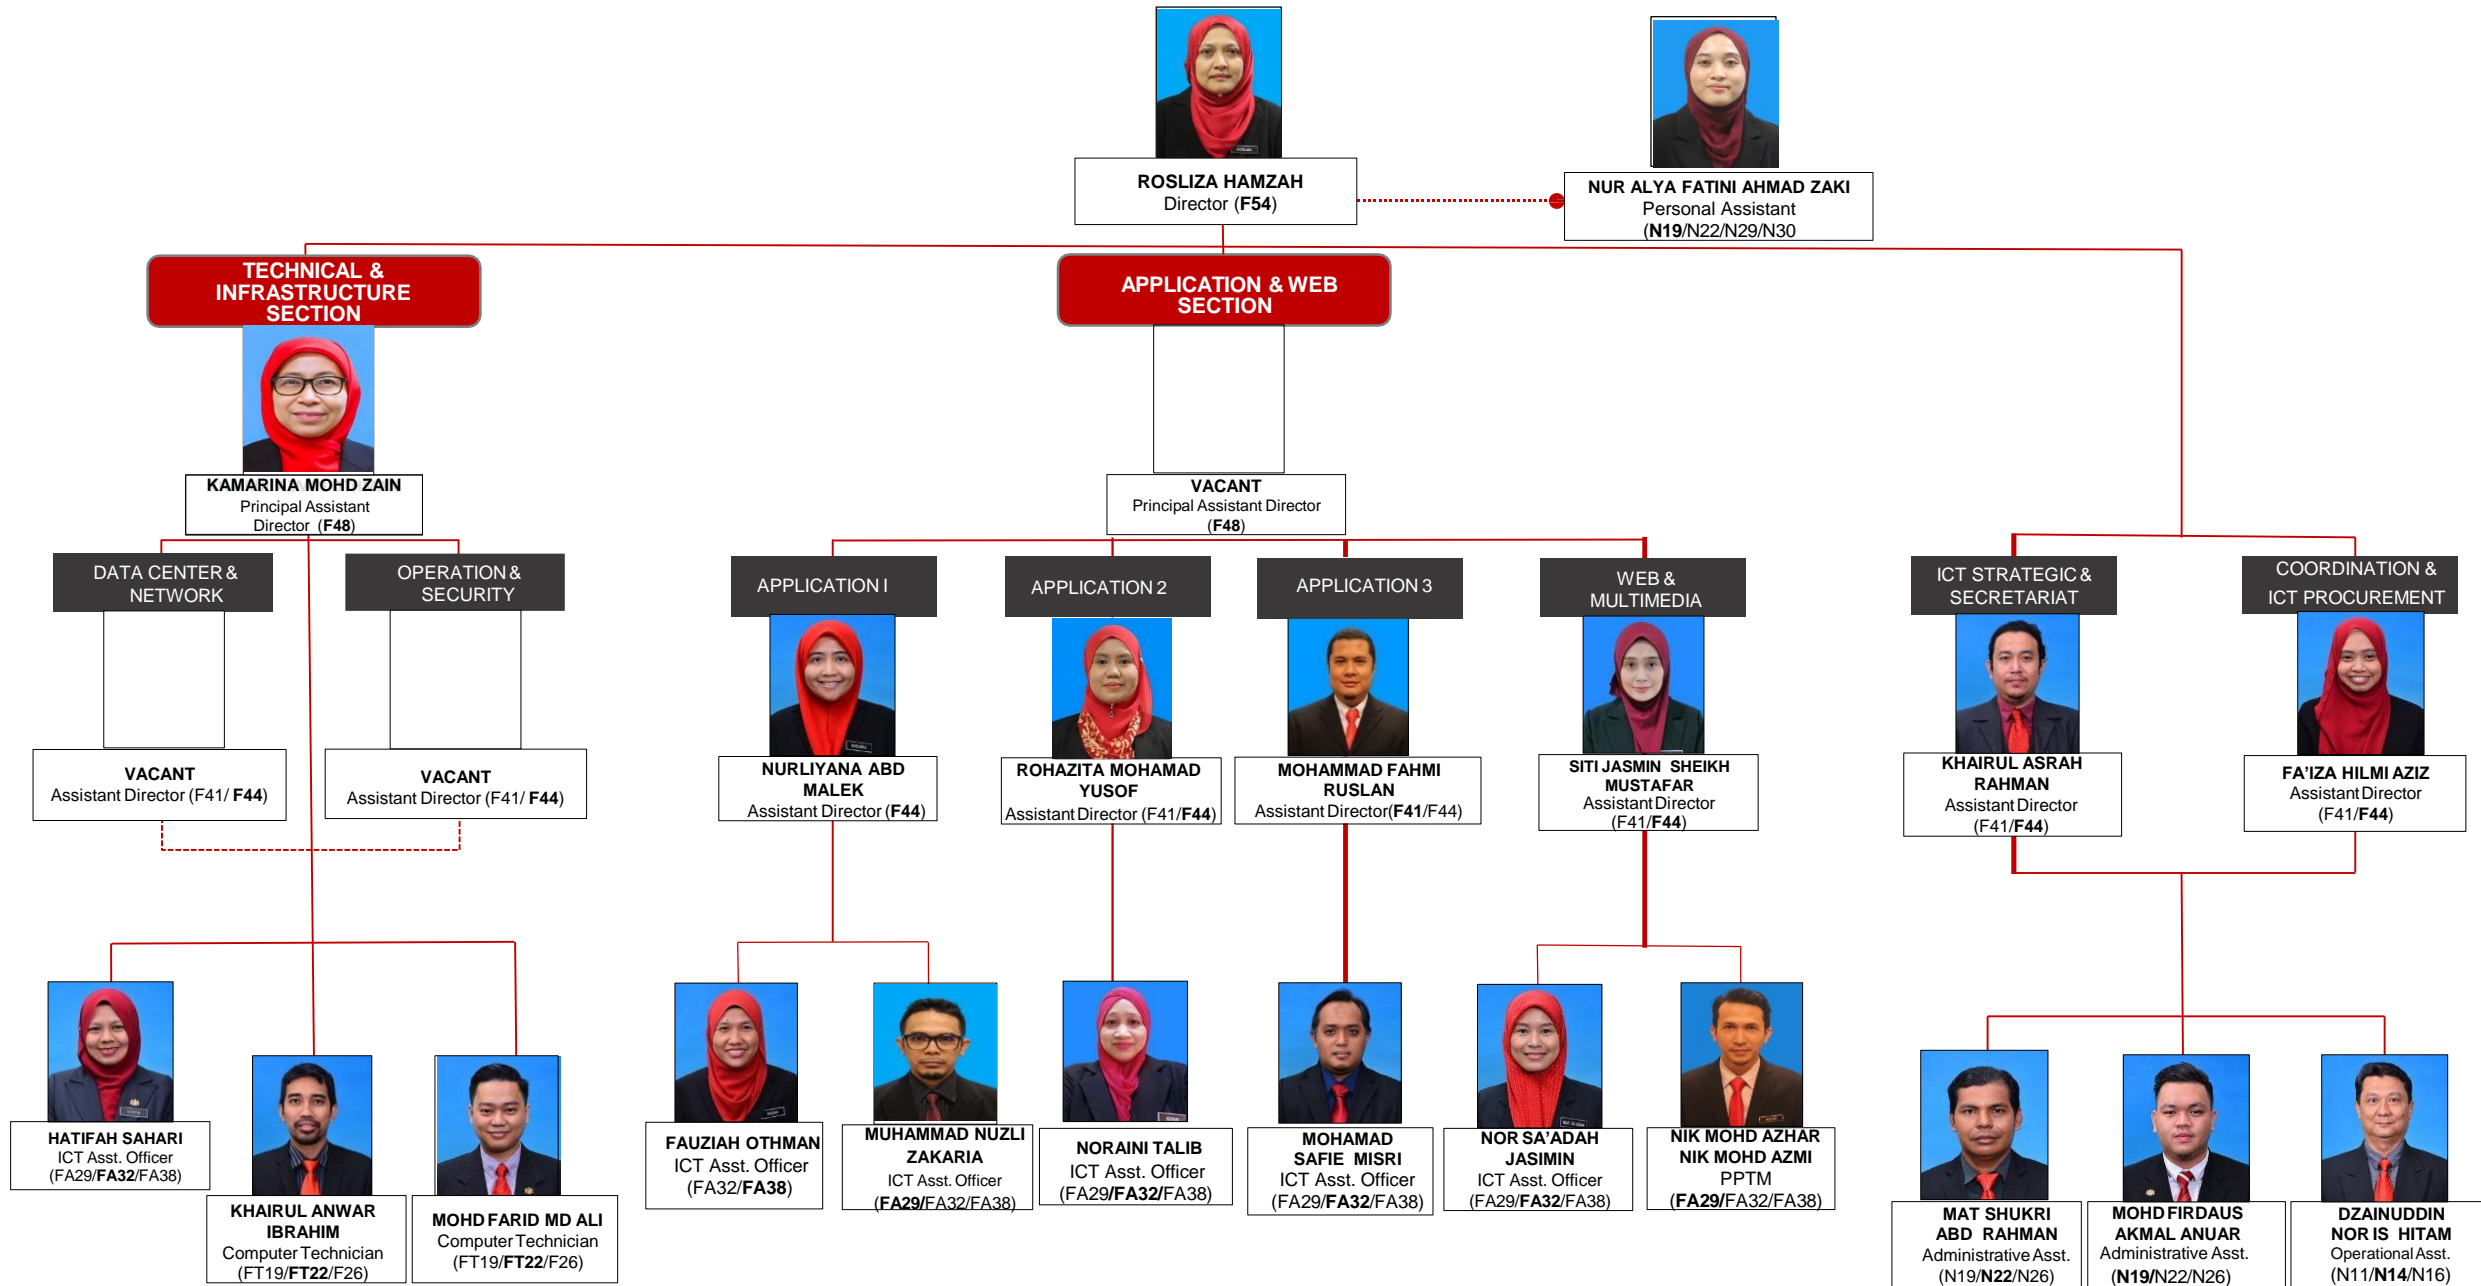 ROSLIZA HAMZAH
Director (F54)
NUR ALYA FATINI AHMAD ZAKI
Personal Assistant
(N19/N22/N29/N30
TECHNICAL &
INFRASTRUCTURE
SECTION
APPLICATION & WEB
SECTION
KAMARINA MOHD ZAIN
Principal Assistant
Director (F48)
VACANT
Principal Assistant Director
(F48)
DATA CENTER &
NETWORK
OPERATION &
SECURITY
APPLICATION I
APPLICATION 2
APPLICATION 3
WEB &
MULTIMEDIA
ICT STRATEGIC &
SECRETARIAT
COORDINATION &
ICT PROCUREMENT
VACANT
Assistant Director (F41/ F44)
VACANT
Assistant Director (F41/ F44)
NURLIYANA ABD
MALEK
Assistant Director (F44)
ROHAZITA MOHAMAD
YUSOF
Assistant Director (F41/F44)
MOHAMMAD FAHMI
RUSLAN
Assistant Director(F41/F44)
SITI JASMIN SHEIKH
MUSTAFAR
Assistant Director
(F41/F44)
KHAIRUL ASRAH
RAHMAN
Assistant Director
(F41/F44)
FA'IZA HILMI AZIZ
Assistant Director
(F41/F44)
HATIFAH SAHARI
ICT Asst. Officer
(FA29/FA32/FA38)
KHAIRUL ANWAR
IBRAHIM
Computer Technician
(FT19/FT22/F26)
MOHD FARID MD ALI
Computer Technician
(FT19/FT22/F26)
FAUZIAH OTHMAN
ICT Asst. Officer
(FA32/FA38)
MUHAMMAD NUZLI
ZAKARIA
ICT Asst. Officer
(FA29/FA32/FA38)
NORAINI TALIB
ICT Asst. Officer
(FA29/FA32/FA38)
MOHAMAD
SAFIE MISRI
ICT Asst. Officer
(FA29/FA32/FA38)
NOR SA'ADAH
JASIMIN
ICT Asst. Officer
(FA29/FA32/FA38)
NIK MOHD AZHAR
NIK MOHD AZMI
PPTM
(FA29/FA32/FA38)
MAT SHUKRI
ABD RAHMAN
Administrative Asst.
(N19/N22/N26)
MOHD FIRDAUS
AKMAL ANUAR
Administrative Asst.
(N19/N22/N26)
DZAINUDDIN
NOR IS HITAM
Operational Asst.
(N11/N14/N16)